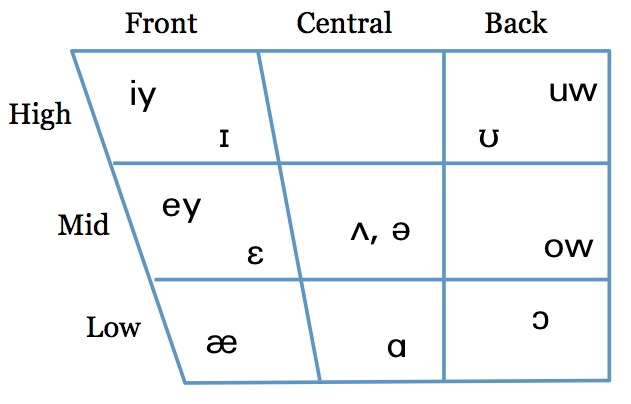 Front Central Back
High iy uw
ɪ ʊ
Mid ey ʌ, ə
ɛ ow
Low æ ɑ ɔ